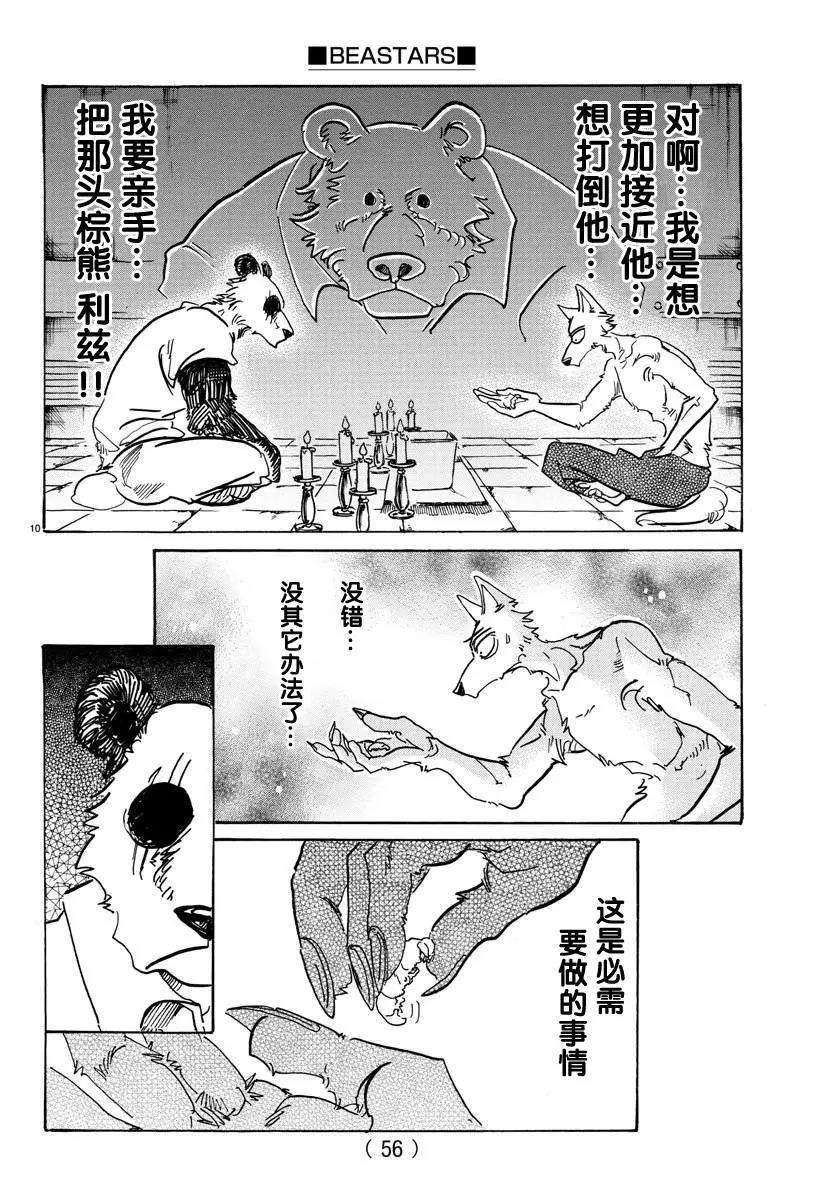 ■BEASTARS■
对啊…我是想
更加接近他…
想打倒他…
我要亲手…
把那头棕熊 利兹!!
10
没错…
没其它办法了…
这是必需
要做的事情
( 56 )